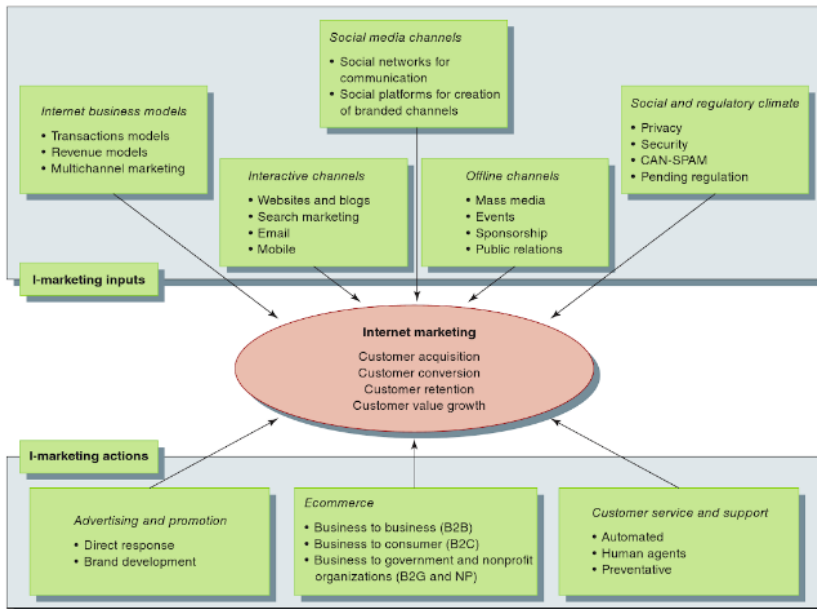 Social media channels
• Social networks for
communication
• Social platforms for creation
of branded channels
Internet business models
• Transactions models
• Revenue models
• Multichannel marketing
Interactive channels
• Websites and blogs
• Search marketing
• Email
• Mobile
Offline channels
• Mass media
• Events
• Sponsorship
• Public relations
Social and regulatory climate
• Privacy
• Security
• CAN-SPAM
• Pending regulation
I-marketing inputs
Internet marketing
Customer acquisition
Customer conversion
Customer retention
Customer value growth
I-marketing actions
Advertising and promotion
• Direct response
• Brand development
Ecommerce
• Business to business (B2B)
• Business to consumer (B2C)
• Business to government and nonprofit
organizations (B2G and NP)
Customer service and support
• Automated
• Human agents
• Preventative